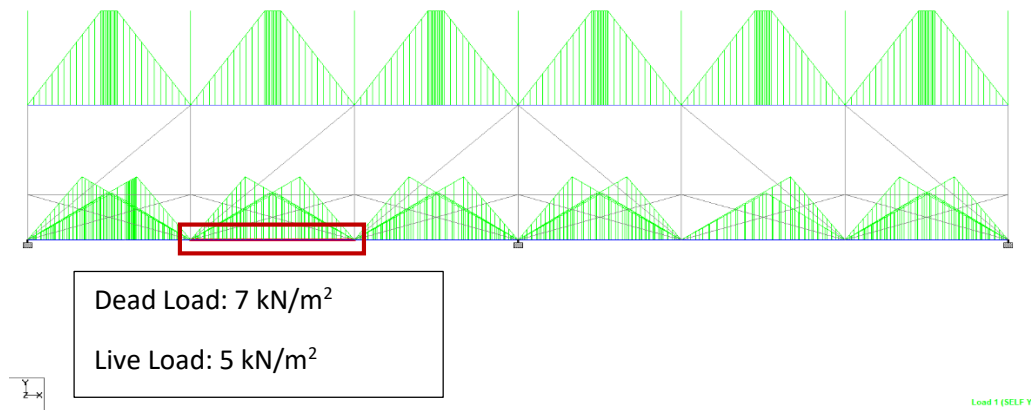 Dead Load: 7 kN/m²
Live Load: 5 kN/m²
Y
Z X
Load 1 (SELF Y